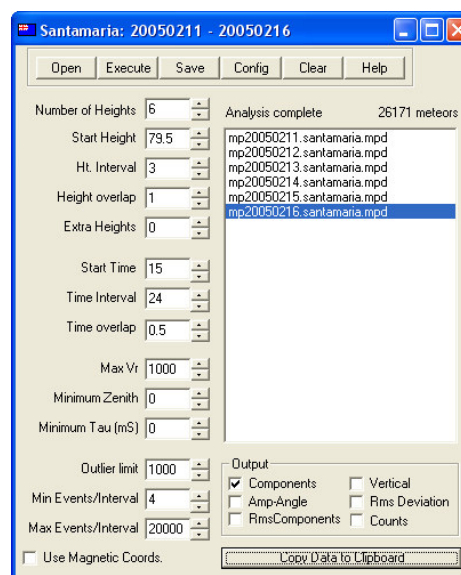 Santamaria: 20050211 - 20050216
Open Execute Save Config Clear Help
Number of Heights 6
Analysis complete 26171 meteors
Start Height 79.5
Ht. Interval 3
Height overlap 1
Extra Heights 0
Start Time 15
Time Interval 24
Time overlap 0.5
Max Vr 1000
Minimum Zenith 0
Minimum Tau (mS) 0
Outlier limit 1000
Min Events/Interval 4
Max Events/Interval 20000
Use Magnetic Coords.
mp20050211.santamaria.mpd
mp20050212.santamaria.mpd
mp20050213.santamaria.mpd
mp20050214.santamaria.mpd
mp20050215.santamaria.mpd
mp20050216.santamaria.mpd
Output
Components Vertical
Amp-Angle Rms Deviation
RmsComponents Counts
Copy Data to Clipboard